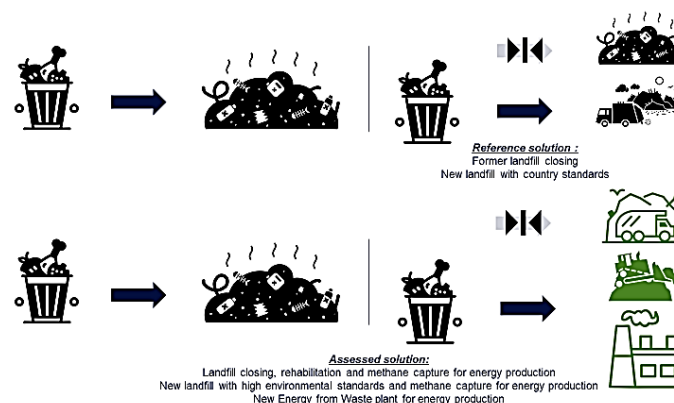 Reference solution :
Former landfill closing
New landfill with country standards
Assessed solution:
Landfill closing, rehabilitation and methane capture for energy production
New landfill with high environmental standards and methane capture for energy production
New Energy from Waste plant for energy production